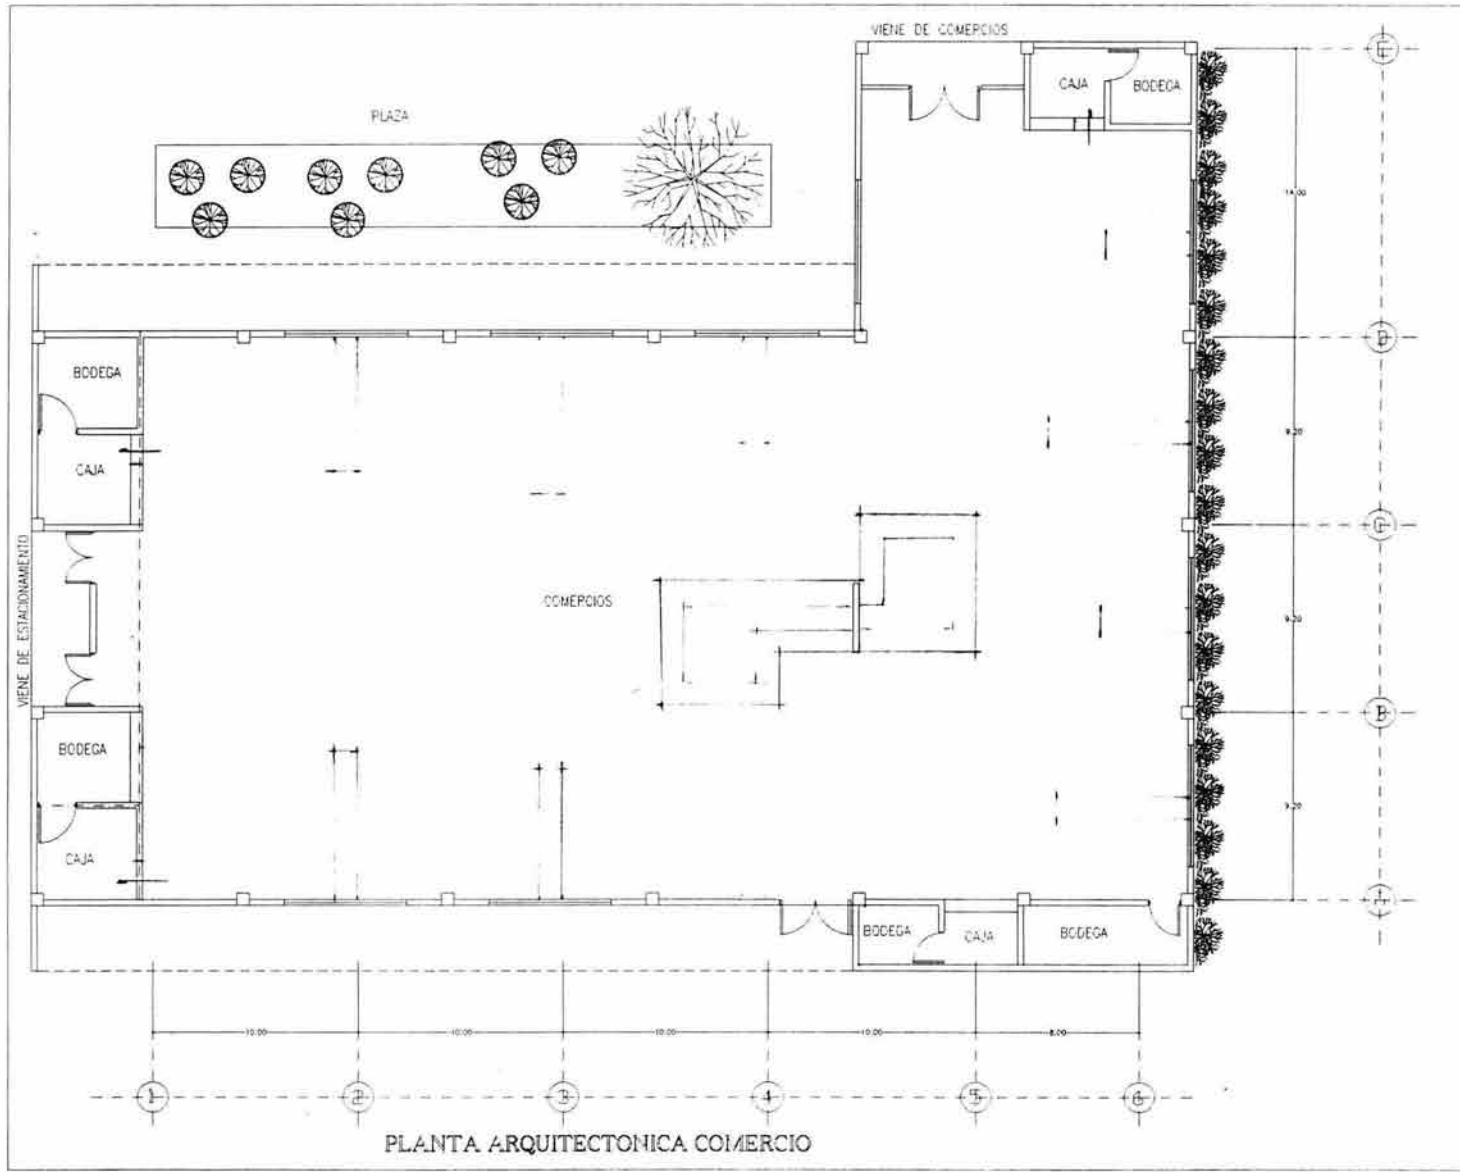 VIENE DE COMERCIOS
E
CAJA
BODEGA
PLAZA
14.00
D
BODEGA
9.20
CAJA
C
VIENE DE ESTACIONAMIENTO
COMERCIOS
9.20
B
BODEGA
9.20
CAJA
A
BODEGA
CAJA
BODEGA
10.00
10.00
10.00
10.00
8.00
1
2
3
4
5
6
PLANTA ARQUITECTONICA COMERCIO